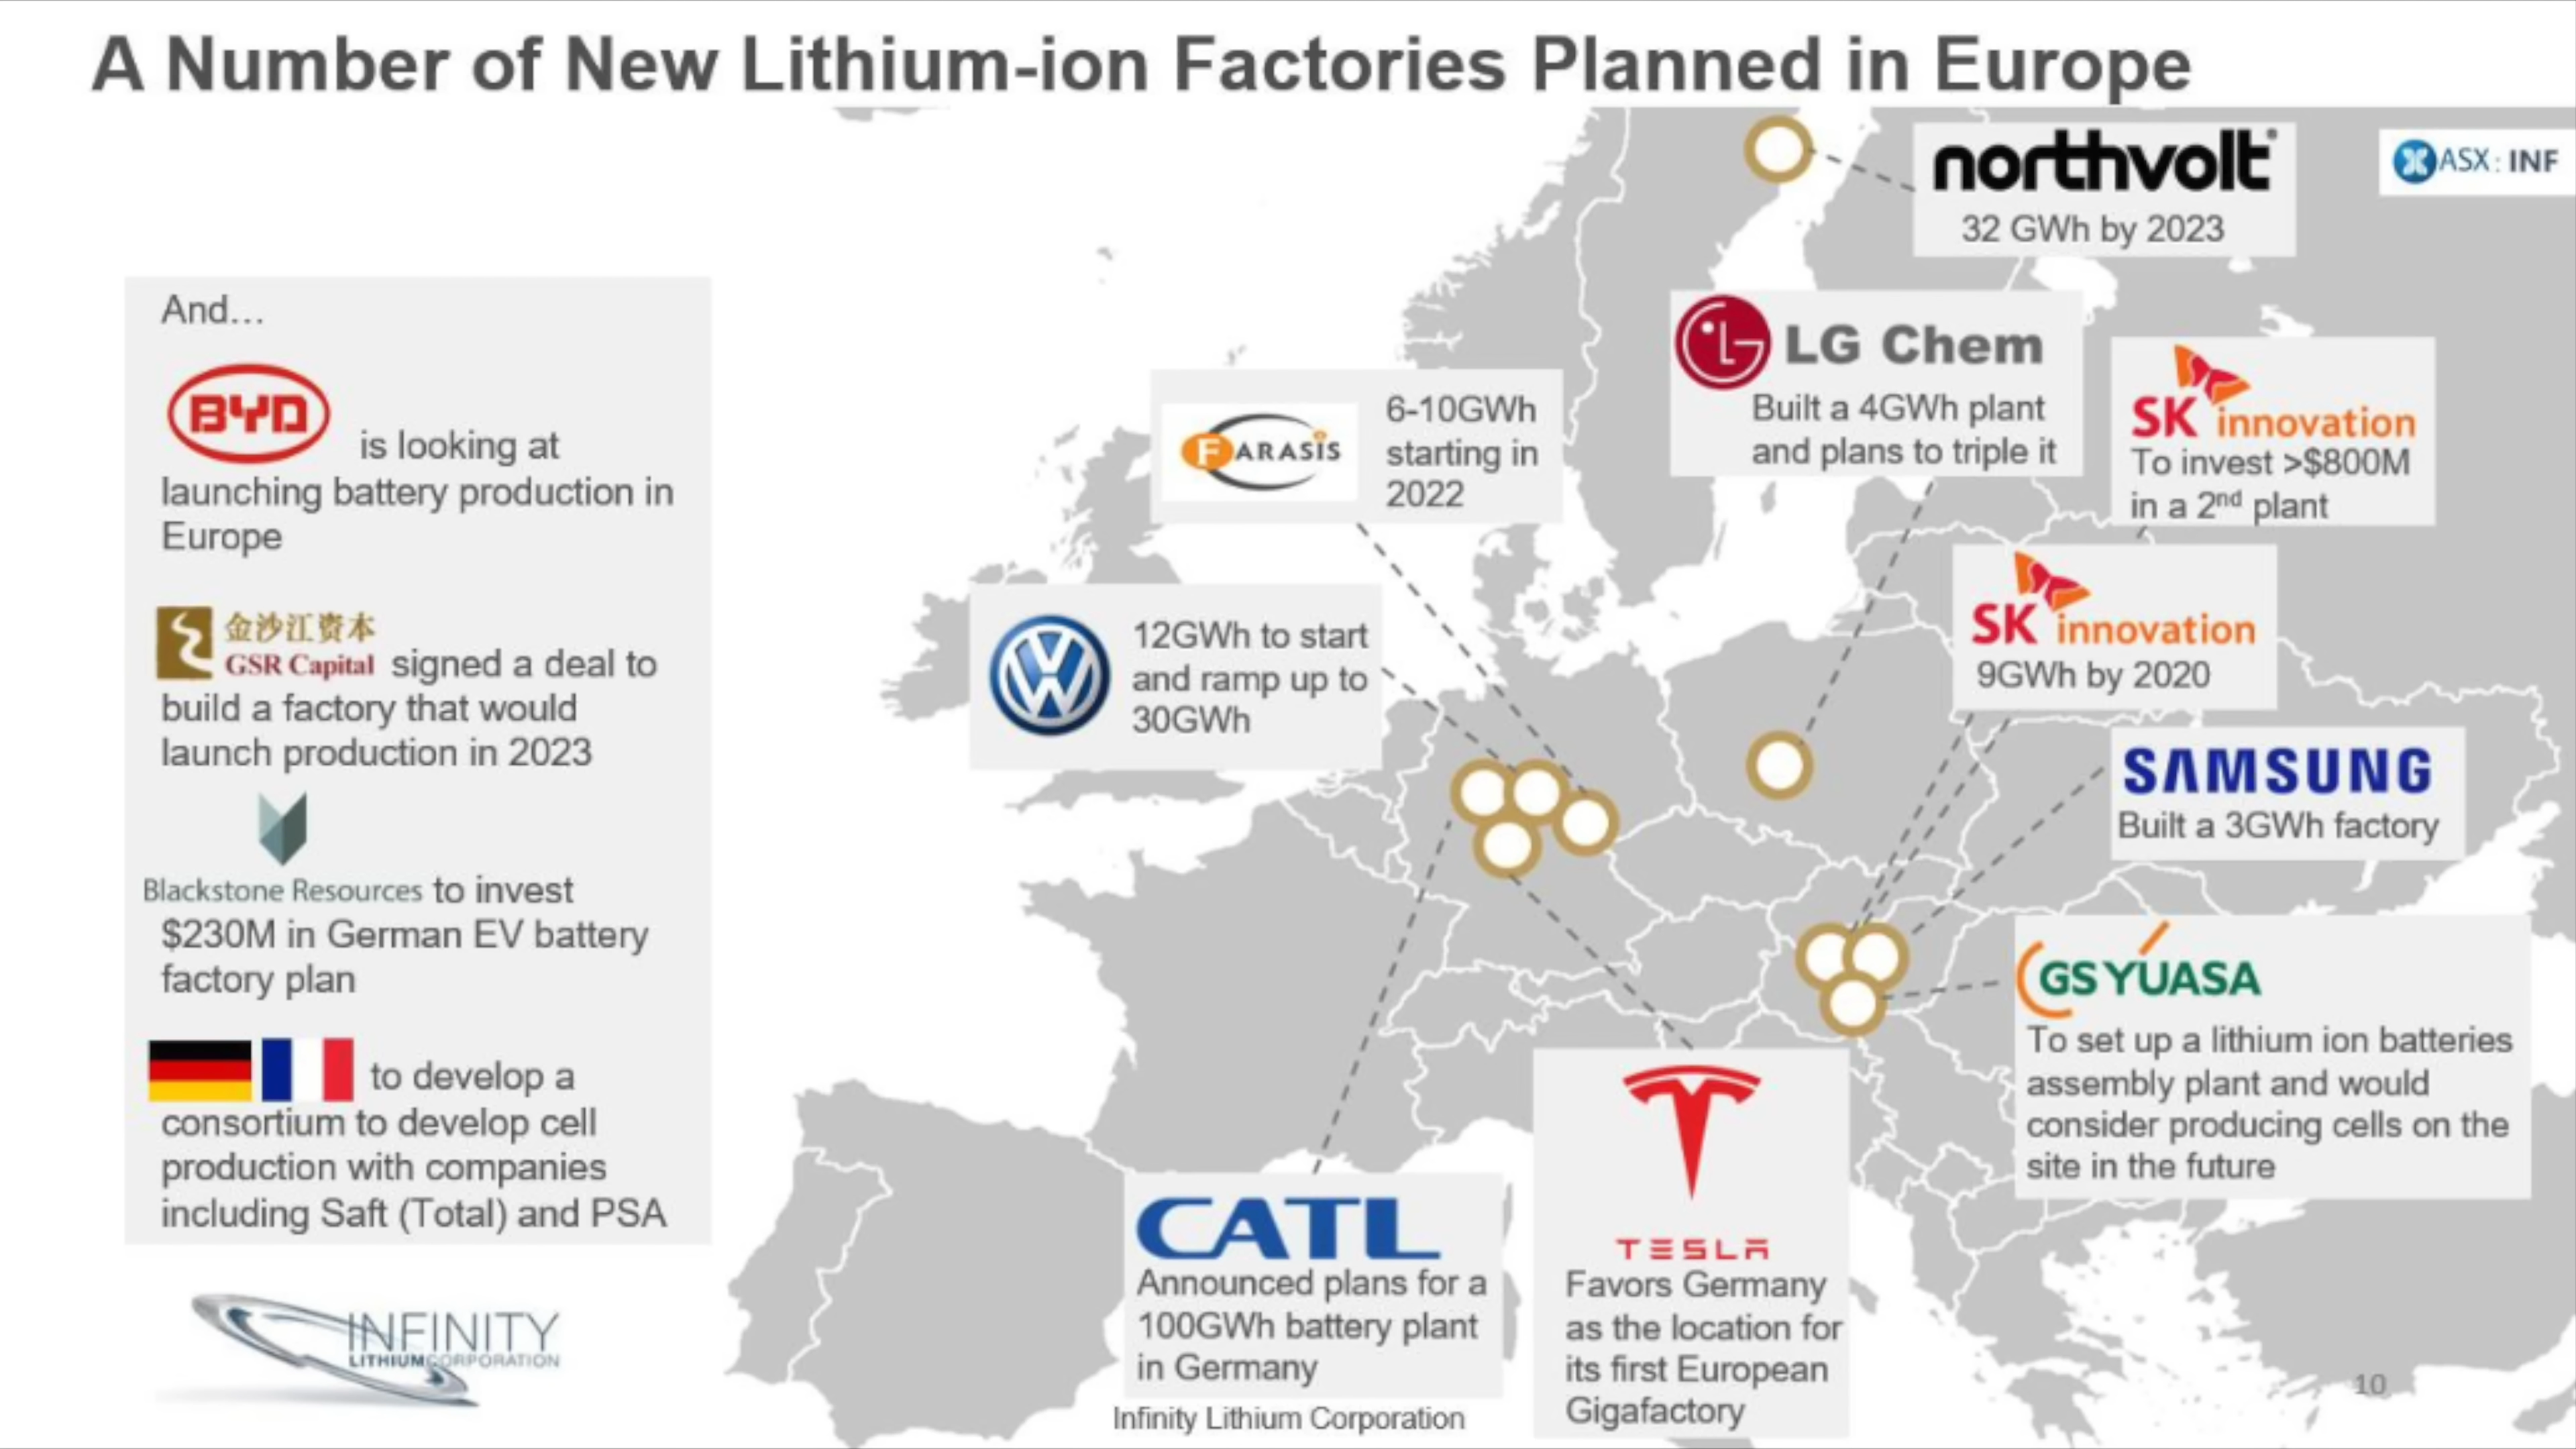 A Number of New Lithium-ion Factories Planned in Europe
ASX: INF
And...
BYD is looking at
launching battery production in
Europe
金沙江资本
GSR Capital signed a deal to
build a factory that would
launch production in 2023
Blackstone Resources to invest
$230M in German EV battery
factory plan
to develop a
consortium to develop cell
production with companies
including Saft (Total) and PSA
INFINITY
LITHIUMCORPORATION
northvolt®
32 GWh by 2023
LG
LG Chem
Built a 4GWh plant
and plans to triple it
SK innovation
To invest >$800M
in a 2nd plant
FARASIS
6-10GWh
starting in
2022
SK innovation
9GWh by 2020
VW
12GWh to start
and ramp up to
30GWh
SAMSUNG
Built a 3GWh factory
GS YUASA
To set up a lithium ion batteries
assembly plant and would
consider producing cells on the
site in the future
CATL
Announced plans for a
100GWh battery plant
in Germany
TESLA
Favors Germany
as the location for
its first European
Gigafactory
Infinity Lithium Corporation
10